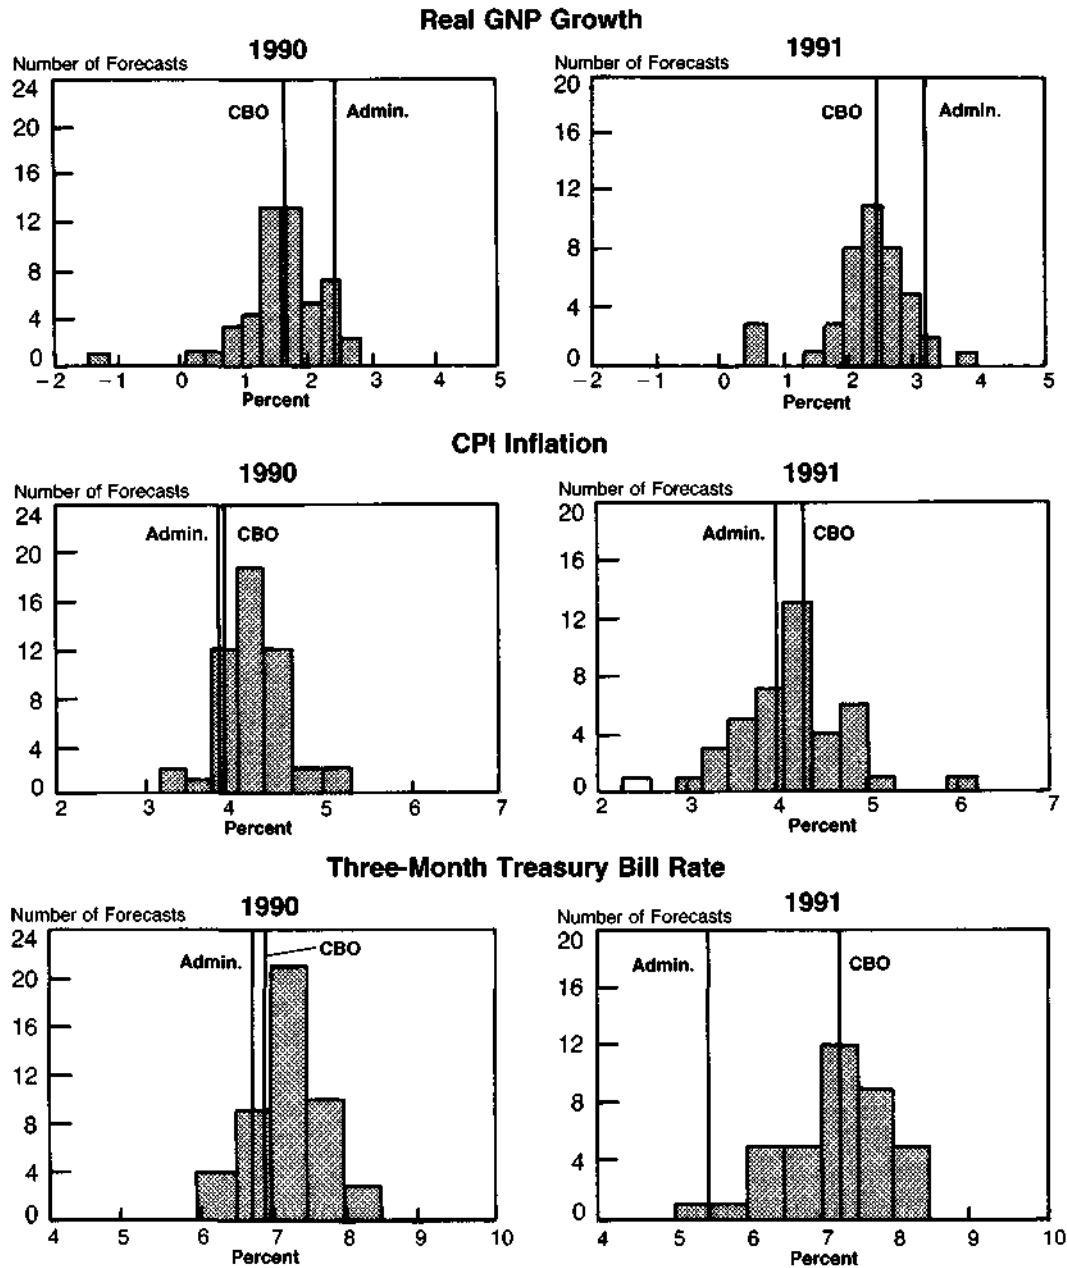 Real GNP Growth
1990
Number of Forecasts
24
20
16
12
8
4
0
CBO
Admin.
−2 −1 0 1 2 3 4 5
Percent
1991
Number of Forecasts
20
16
12
8
4
0
CBO
Admin.
−2 −1 0 1 2 3 4 5
Percent
CPI Inflation
1990
Number of Forecasts
24
20
16
12
8
4
0
Admin.
CBO
2 3 4 5 6 7
Percent
1991
Number of Forecasts
20
16
12
8
4
0
Admin.
CBO
2 3 4 5 6 7
Percent
Three-Month Treasury Bill Rate
1990
Number of Forecasts
24
20
16
12
8
4
0
Admin.
CBO
4 5 6 7 8 9 10
Percent
1991
Number of Forecasts
20
16
12
8
4
0
Admin.
CBO
4 5 6 7 8 9 10
Percent